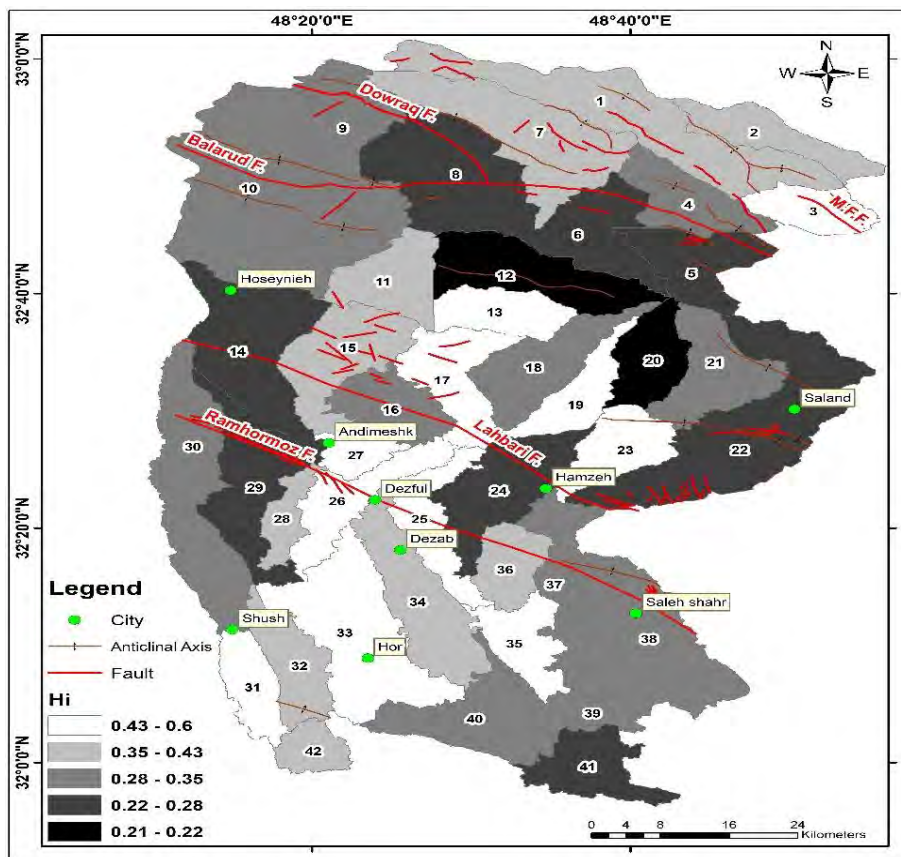 48°20'0"E 48°40'0"E
33°0'0"N
32°40'0"N
32°20'0"N
32°0'0"N
N
W E
S
1
2
Dowraq F.
9
7
Balarud F.
8
10
4
3
M.F.F.
6
5
Hoseynieh
11
12
13
14
15
17
18
20
21
Saland
16
19
Ramhormoz F.
Andimeshk
Lahbari F.
30
27
23
22
Hamzeh
29
26
Dezful
24
28
25
Dezab
36
37
34
Saleh shahr
38
Shush
33
35
Hor
32
31
40
39
42
41
Legend
City
Anticlinal Axis
Fault
Hi
0.43 - 0.6
0.35 - 0.43
0.28 - 0.35
0.22 - 0.28
0.21 - 0.22
0 2 4 8 12 16 20 24
Kilometers